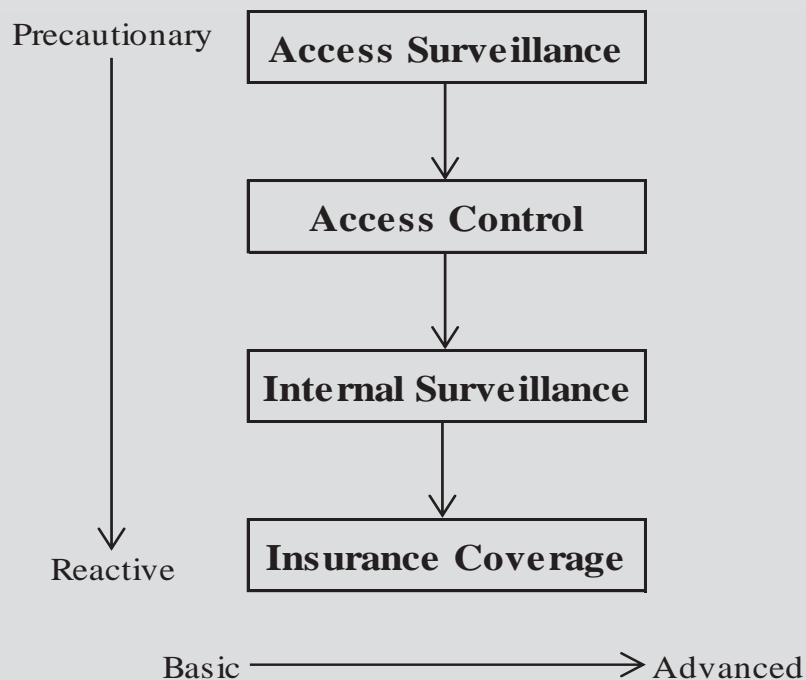 Precautionary
Access Surveillance
Access Control
Internal Surveillance
Insurance Coverage
Reactive
Basic
Advanced